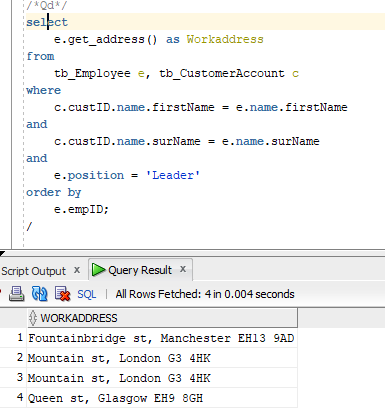 /*Qd*/
select
e.get_address() as Workaddress
from
tb_Employee e, tb_CustomerAccount c
where
c.custID.name.firstName = e.name.firstName
and
c.custID.name.surName = e.name.surName
and
e.position = 'Leader'
order by
e.empID;
/
Script Output x Query Result x
SQL | All Rows Fetched: 4 in 0.004 seconds
WORKADDRESS
1 Fountainbridge st, Manchester EH13 9AD
2 Mountain st, London G3 4HK
3 Mountain st, London G3 4HK
4 Queen st, Glasgow EH9 8GH